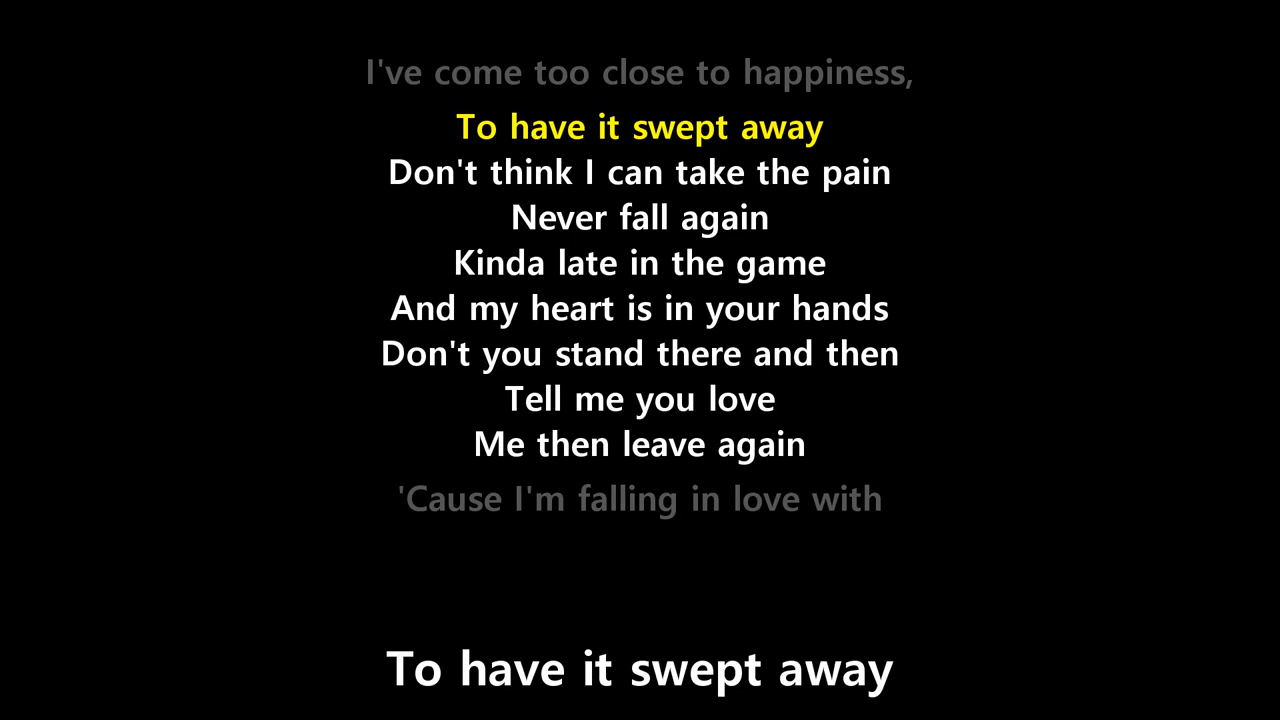 I've come too close to happiness,
To have it swept away
Don't think I can take the pain
Never fall again
Kinda late in the game
And my heart is in your hands
Don't you stand there and then
Tell me you love
Me then leave again
'Cause I'm falling in love with
To have it swept away